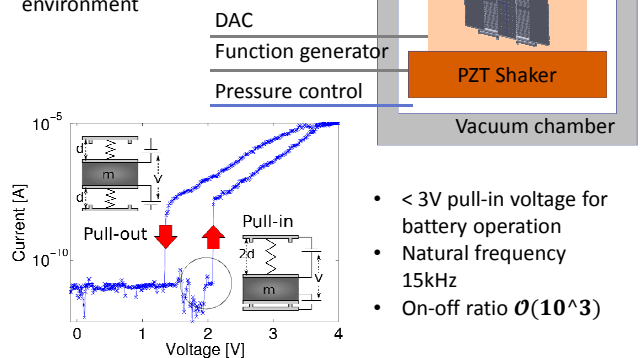 environment
DAC
Function generator
Pressure control
PZT Shaker
Vacuum chamber
10⁻⁵
10⁻¹⁰
Current [A]
d
m
d
V
Pull-out
Pull-in
2d
m
V
0
1
2
3
4
Voltage [V]
• < 3V pull-in voltage for
battery operation
• Natural frequency
15kHz
• On-off ratio 𝓞(𝟏𝟎^𝟑)